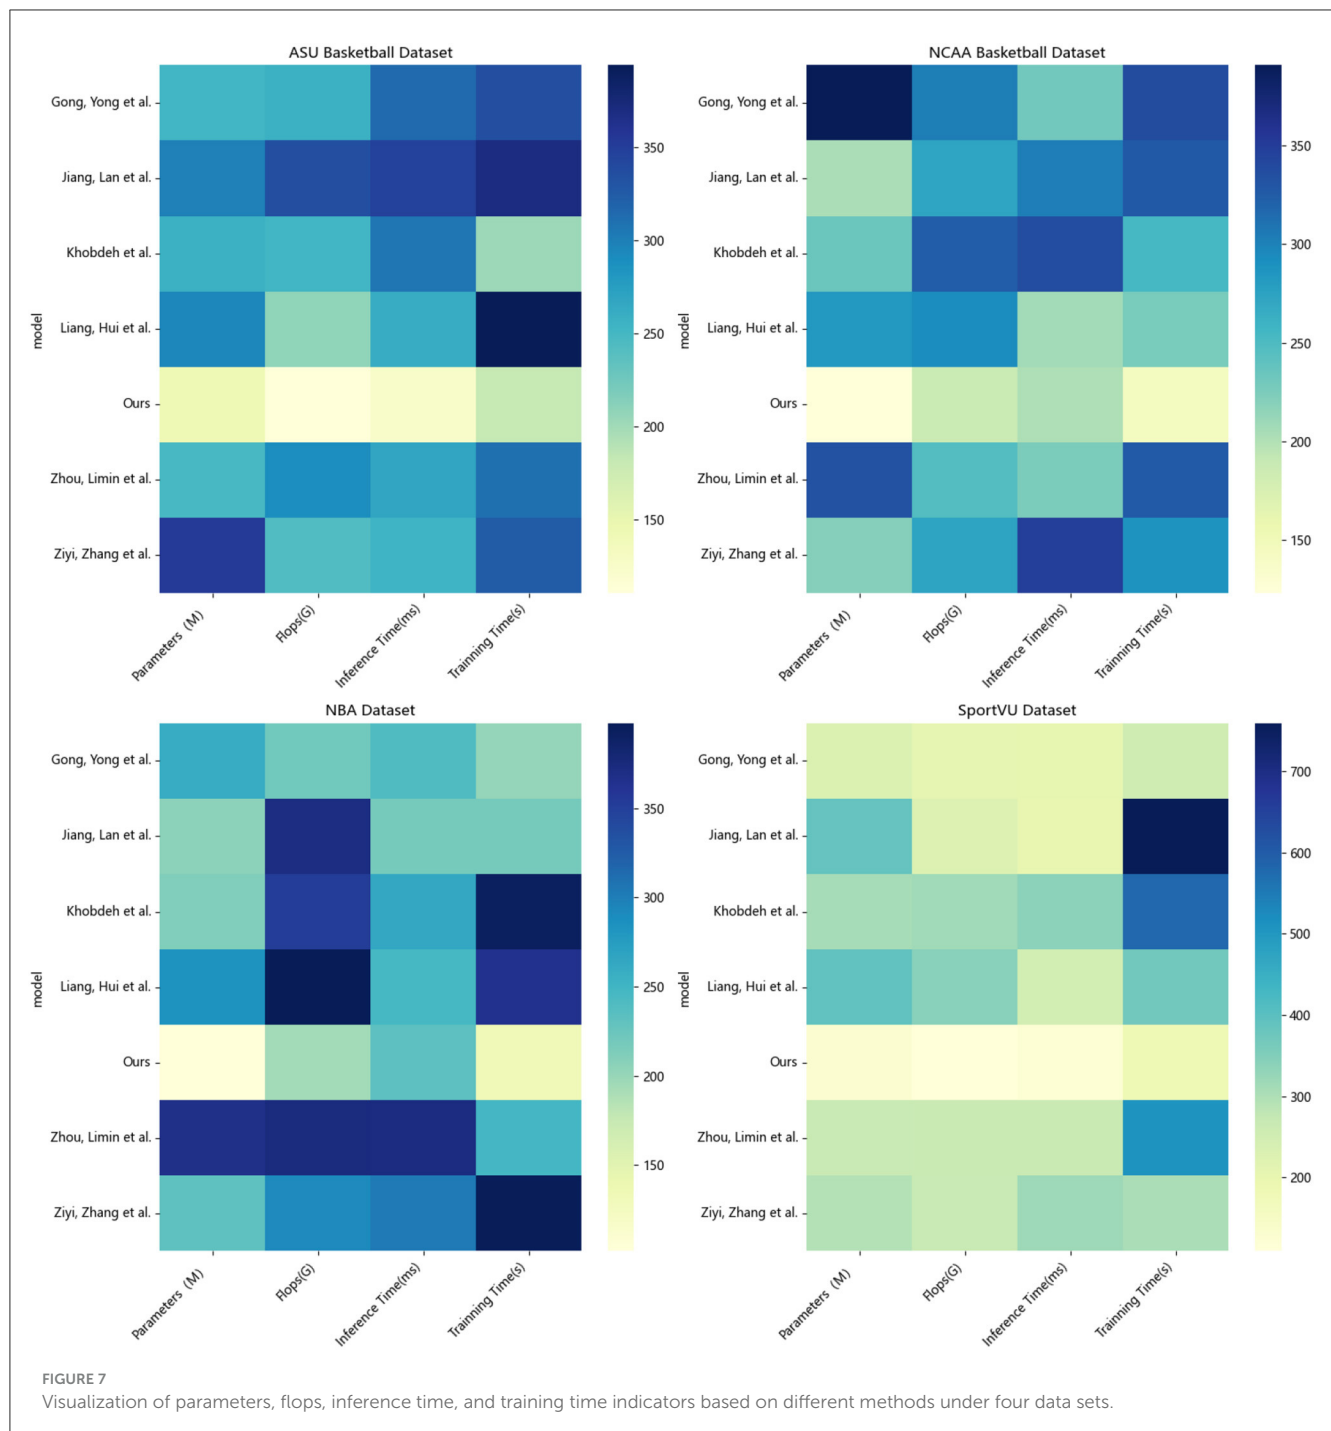 ASU Basketball Dataset
Gong, Yong et al.
Jiang, Lan et al.
Khobdeh et al.
Liang, Hui et al.
Ours
Zhou, Limin et al.
Ziyi, Zhang et al.
model
Parameters (M)
Flops(G)
Inference Time(ms)
Trainning Time(s)
350
300
250
200
150
NCAA Basketball Dataset
Gong, Yong et al.
Jiang, Lan et al.
Khobdeh et al.
Liang, Hui et al.
Ours
Zhou, Limin et al.
Ziyi, Zhang et al.
model
Parameters (M)
Flops(G)
Inference Time(ms)
Trainning Time(s)
350
300
250
200
150
NBA Dataset
Gong, Yong et al.
Jiang, Lan et al.
Khobdeh et al.
Liang, Hui et al.
Ours
Zhou, Limin et al.
Ziyi, Zhang et al.
model
Parameters (M)
Flops(G)
Inference Time(ms)
Trainning Time(s)
350
300
250
200
150
SportVU Dataset
Gong, Yong et al.
Jiang, Lan et al.
Khobdeh et al.
Liang, Hui et al.
Ours
Zhou, Limin et al.
Ziyi, Zhang et al.
model
Parameters (M)
Flops(G)
Inference Time(ms)
Trainning Time(s)
700
600
500
400
300
200
FIGURE 7
Visualization of parameters, flops, inference time, and training time indicators based on different methods under four data sets.